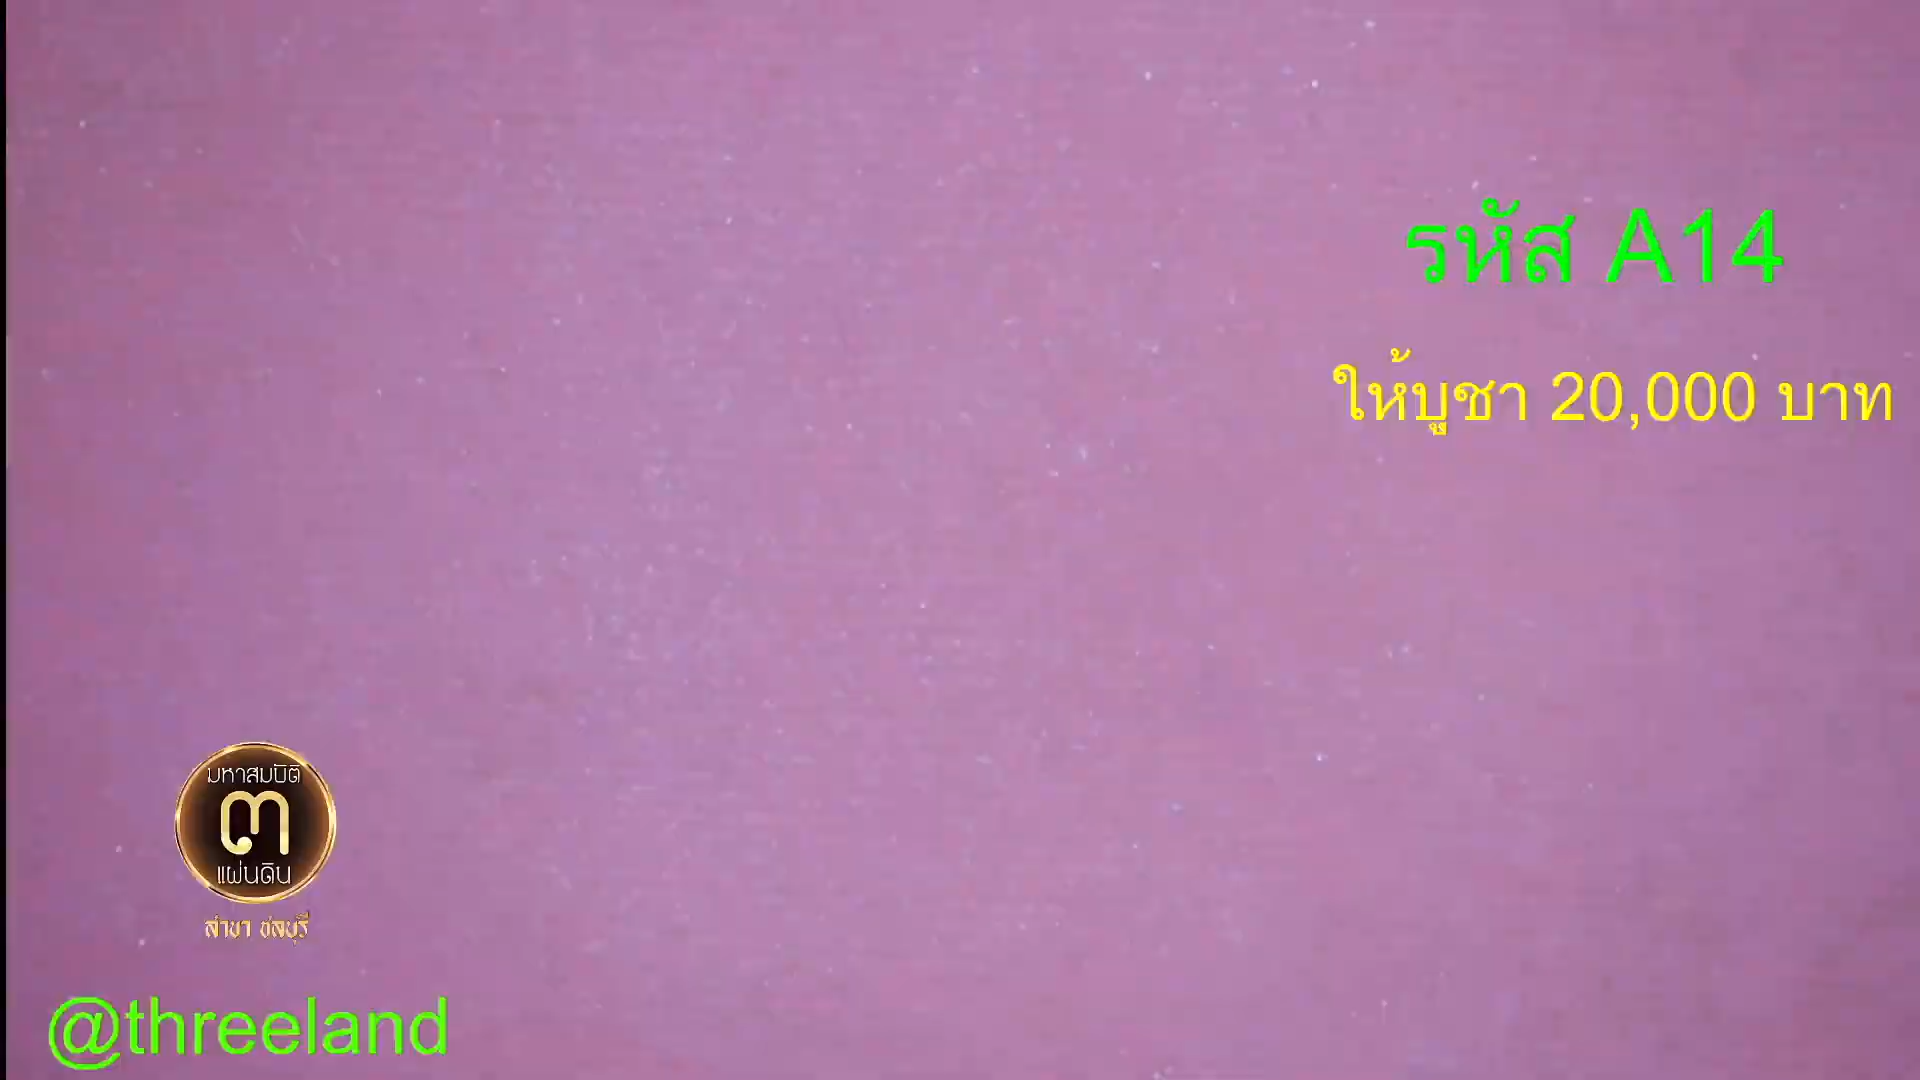 รหัส A14
ให้บูชา 20,000 บาท
มหาสมบัติ
๓
แผ่นดิน
สาขา ชลบุรี
@threeland